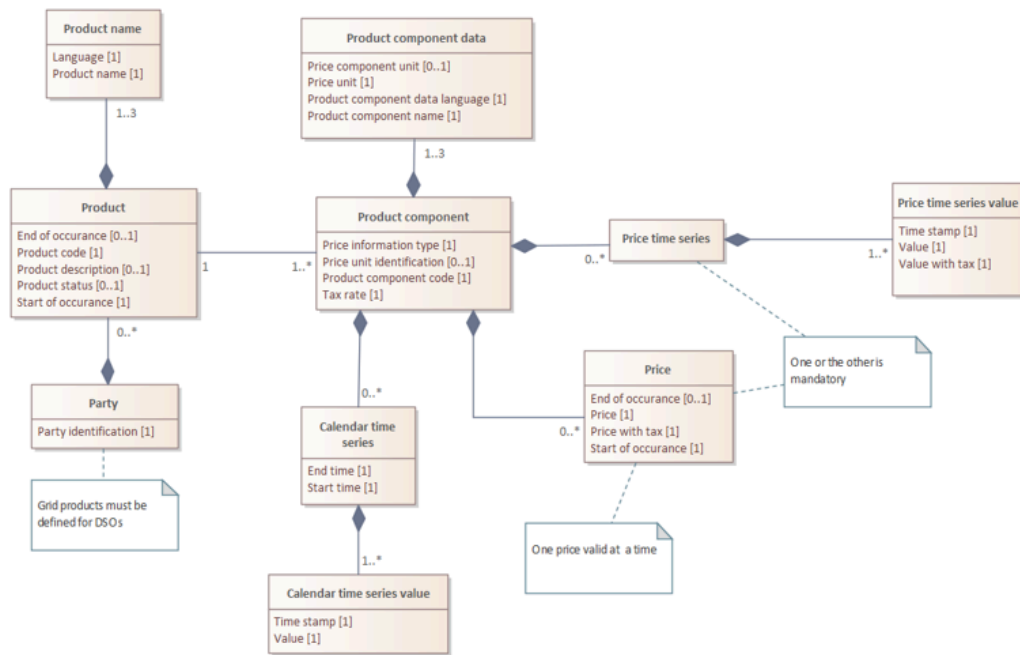 Product name
Language [1]
Product name [1]
1..3
Product component data
Price component unit [0..1]
Price unit [1]
Product component data language [1]
Product component name [1]
1..3
Product
End of occurance [0..1]
Product code [1]
Product description [0..1]
Product status [0..1]
Start of occurance [1]
1
1..*
0..*
Product component
Price information type [1]
Price unit identification [0..1]
Product component code [1]
Tax rate [1]
Price time series
0..*
Price time series value
Time stamp [1]
Value [1]
Value with tax [1]
1..*
Party
Party identification [1]
Grid products must be
defined for DSOs
0..*
Calendar time
series
End time [1]
Start time [1]
1..*
Calendar time series value
Time stamp [1]
Value [1]
Price
End of occurance [0..1]
Price [1]
Price with tax [1]
Start of occurance [1]
0..*
One or the other is
mandatory
One price valid at a time